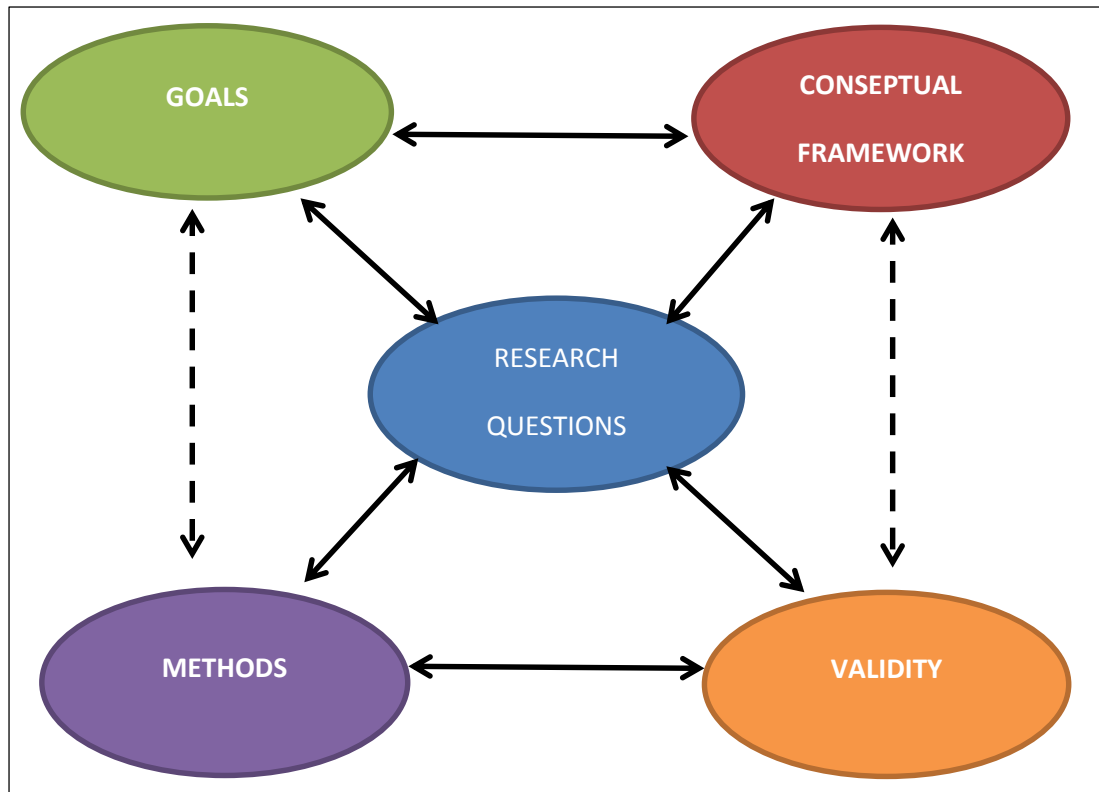 GOALS
CONSEPTUAL
FRAMEWORK
RESEARCH
QUESTIONS
METHODS
VALIDITY